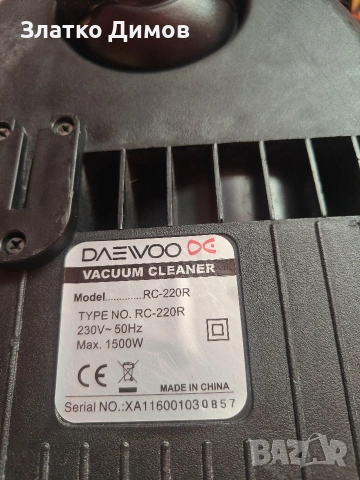 Златко Димов
DAEWOO
VACUUM CLEANER
Model.............RC-220R
TYPE NO. RC-220R
230V~ 50Hz
Max. 1500W
CE
MADE IN CHINA
Serial NO.:XA116001030857
BAZAR